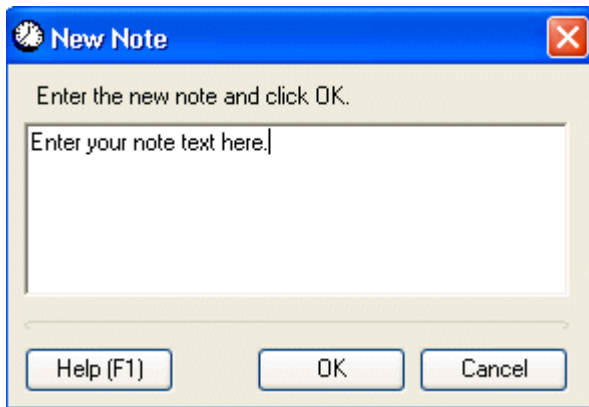 New Note
Enter the new note and click OK.
Enter your note text here.
Help (F1) OK Cancel